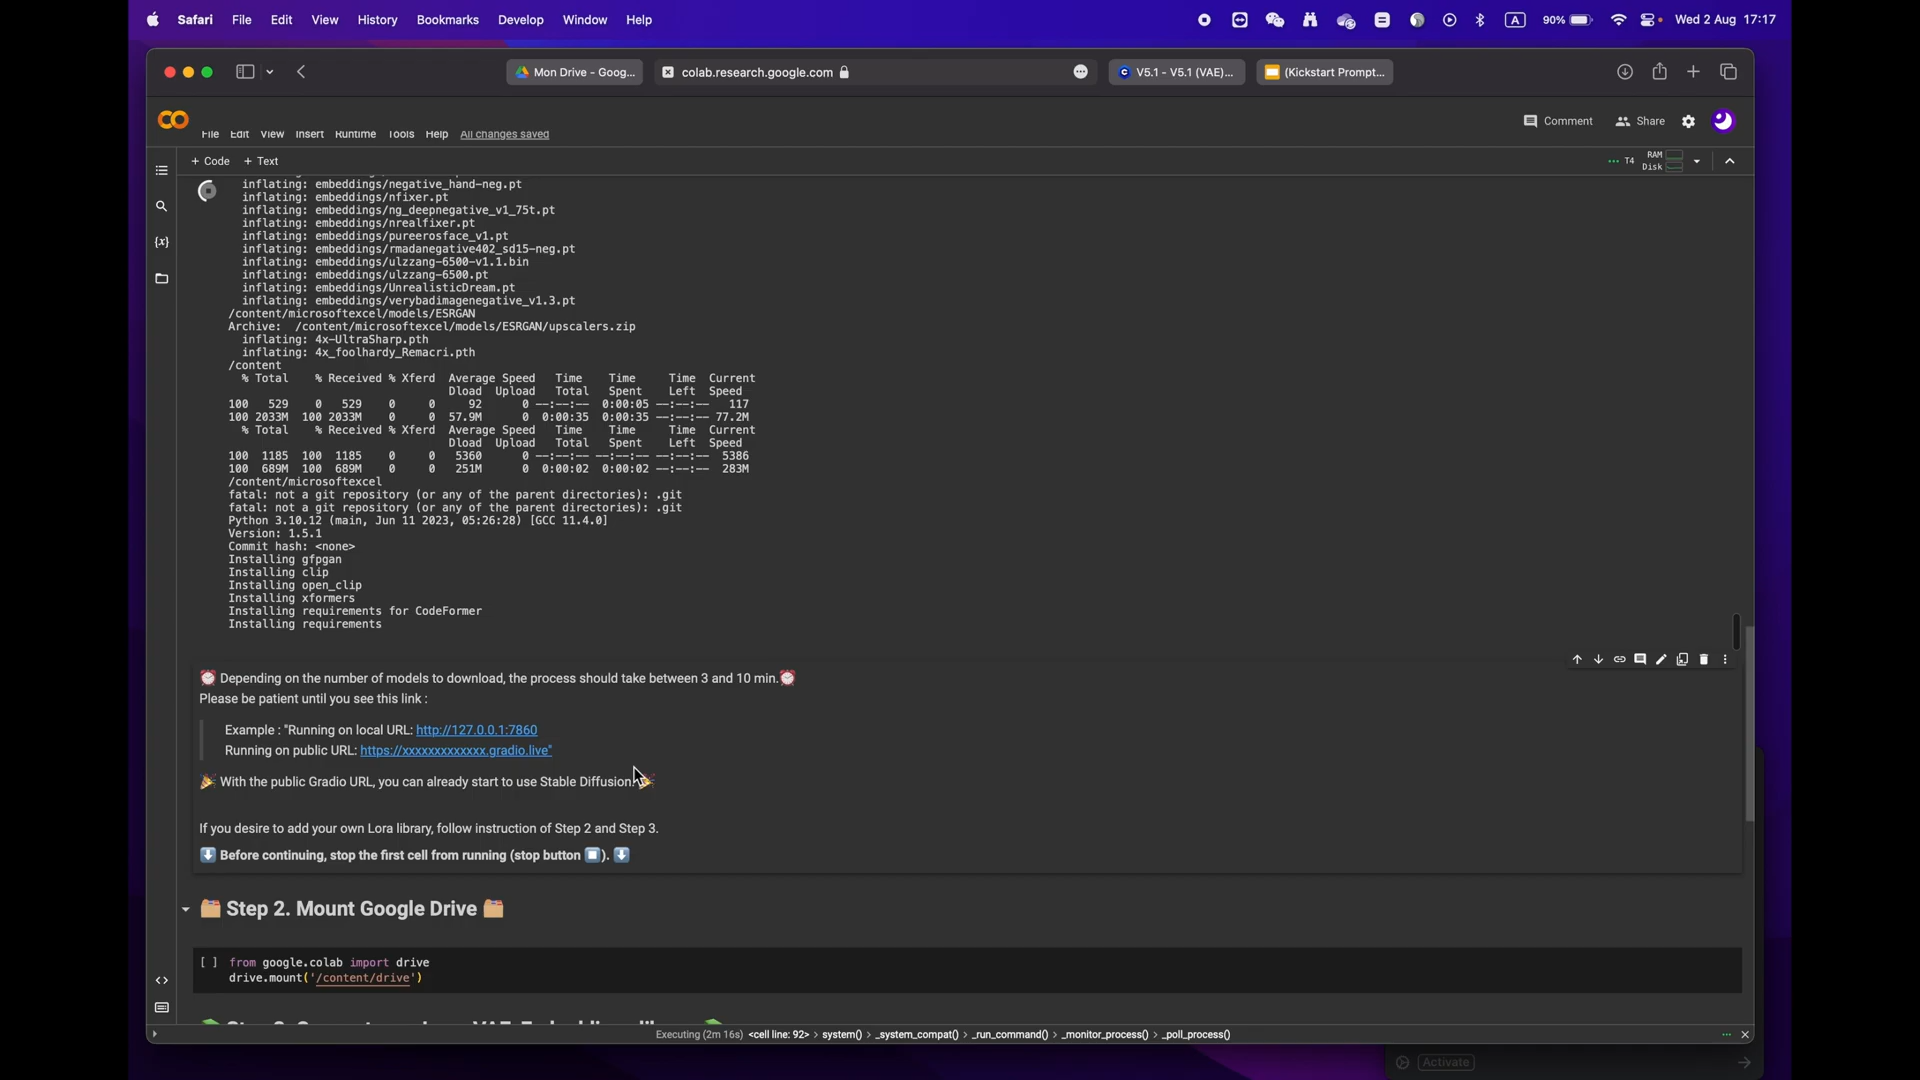 Safari File Edit View History Bookmarks Develop Window Help
A 90% Wed 2 Aug 17:17
Mon Drive - Goog... colab.research.google.com V5.1 - V5.1 (VAE)... (Kickstart Prompt...
File Edit View Insert Runtime Tools Help All changes saved
Comment Share
+ Code + Text
T4 RAM
Disk
inflating: embeddings/negative_hand-neg.pt
inflating: embeddings/nfixer.pt
inflating: embeddings/ng_deepnegative_v1_75t.pt
inflating: embeddings/nrealfixer.pt
inflating: embeddings/pureerosface_v1.pt
inflating: embeddings/rmadanegative402_sd15-neg.pt
inflating: embeddings/ulzzang-6500-v1.1.bin
inflating: embeddings/ulzzang-6500.pt
inflating: embeddings/UnrealisticDream.pt
inflating: embeddings/verybadimagenegative_v1.3.pt
/content/microsoftexcel/models/ESRGAN
Archive: /content/microsoftexcel/models/ESRGAN/upscalers.zip
inflating: 4x-UltraSharp.pth
inflating: 4x_foolhardy_Remacri.pth
/content
% Total % Received % Xferd Average Speed Time Time Time Current
Dload Upload Total Spent Left Speed
100 529 0 529 0 0 92 0 --:--:-- 0:00:05 --:--:-- 117
100 2033M 100 2033M 0 0 57.9M 0 0:00:35 0:00:35 --:--:-- 77.2M
% Total % Received % Xferd Average Speed Time Time Time Current
Dload Upload Total Spent Left Speed
100 1185 100 1185 0 0 5360 0 --:--:-- --:--:-- --:--:-- 5386
100 689M 100 689M 0 0 251M 0 0:00:02 0:00:02 --:--:-- 283M
/content/microsoftexcel
fatal: not a git repository (or any of the parent directories): .git
fatal: not a git repository (or any of the parent directories): .git
Python 3.10.12 (main, Jun 11 2023, 05:26:28) [GCC 11.4.0]
Version: 1.5.1
Commit hash: <none>
Installing gfpgan
Installing clip
Installing open_clip
Installing xformers
Installing requirements for CodeFormer
Installing requirements
⏰ Depending on the number of models to download, the process should take between 3 and 10 min.⏰
Please be patient until you see this link :
Example : "Running on local URL: http://127.0.0.1:7860
Running on public URL: https://xxxxxxxxxxxxx.gradio.live"
🎉 With the public Gradio URL, you can already start to use Stable Diffusion! 🎉
If you desire to add your own Lora library, follow instruction of Step 2 and Step 3.
⬇️ Before continuing, stop the first cell from running (stop button ⏹️). ⬇️
🗂️ Step 2. Mount Google Drive 🗂️
[ ] from google.colab import drive
drive.mount('/content/drive')
Executing (2m 16s) <cell line: 92> > system() > _system_compat() > _run_command() > _monitor_process() > _poll_process()
Activate